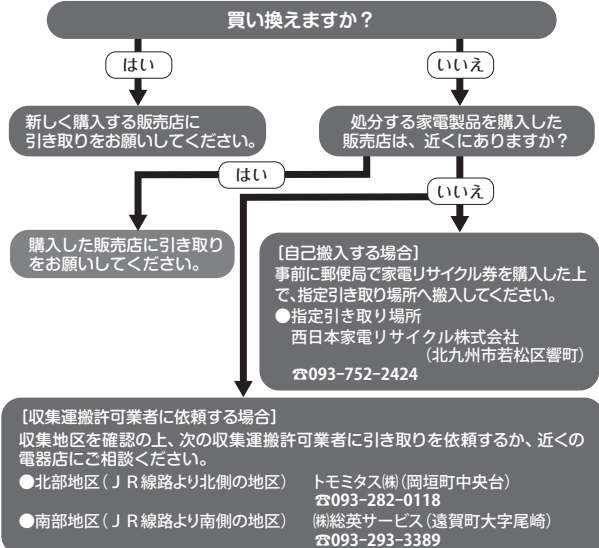 買い換えますか？
はい
いいえ
新しく購入する販売店に
引き取りをお願いしてください。
処分する家電製品を購入した
販売店は、近くにありますか？
はい
いいえ
購入した販売店に引き取り
をお願いしてください。
［自己搬入する場合］
事前に郵便局で家電リサイクル券を購入した上
で、指定引き取り場所へ搬入してください。
●指定引き取り場所
西日本家電リサイクル株式会社
（北九州市若松区響町）
☎093-752-2424
［収集運搬許可業者に依頼する場合］
収集地区を確認の上、次の収集運搬許可業者に引き取りを依頼するか、近くの
電器店にご相談ください。
●北部地区（ＪＲ線路より北側の地区）　トモミタス㈱（岡垣町中央台）
☎093-282-0118
●南部地区（ＪＲ線路より南側の地区）　㈱総英サービス（遠賀町大字尾崎）
☎093-293-3389